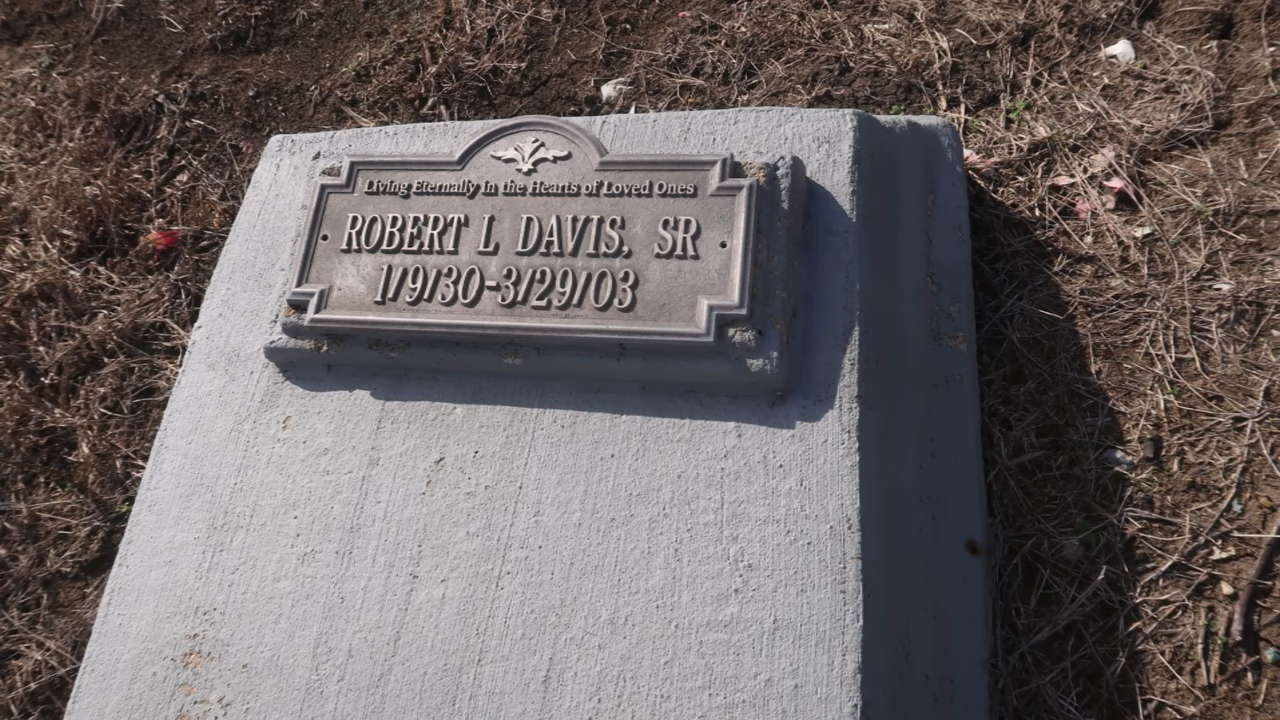 Living Eternally in the Hearts of Loved Ones
ROBERT L DAVIS, SR
1/9/30-3/29/03